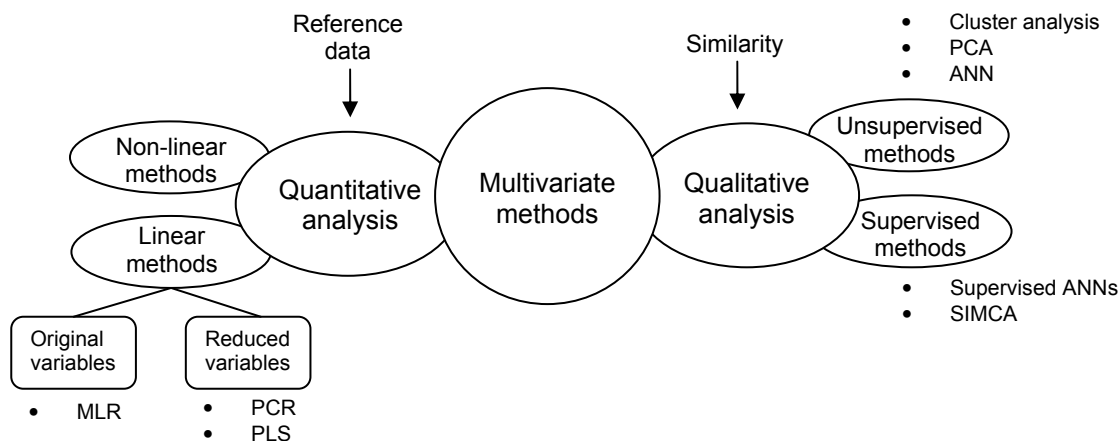 Reference
data
Similarity
• Cluster analysis
• PCA
• ANN
Non-linear
methods
Quantitative
analysis
Multivariate
methods
Qualitative
analysis
Unsupervised
methods
Linear
methods
Supervised
methods
Original
variables
Reduced
variables
• MLR
• PCR
• PLS
• Supervised ANNs
• SIMCA